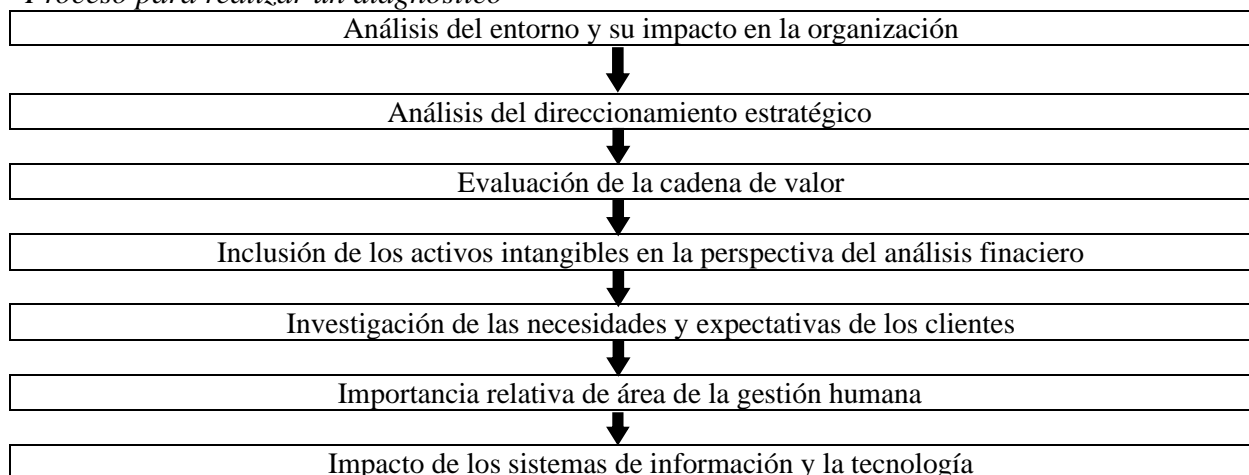 Proceso para realizar un diagnóstico
Análisis del entorno y su impacto en la organización
Análisis del direccionamiento estratégico
Evaluación de la cadena de valor
Inclusión de los activos intangibles en la perspectiva del análisis finaciero
Investigación de las necesidades y expectativas de los clientes
Importancia relativa de área de la gestión humana
Impacto de los sistemas de información y la tecnología